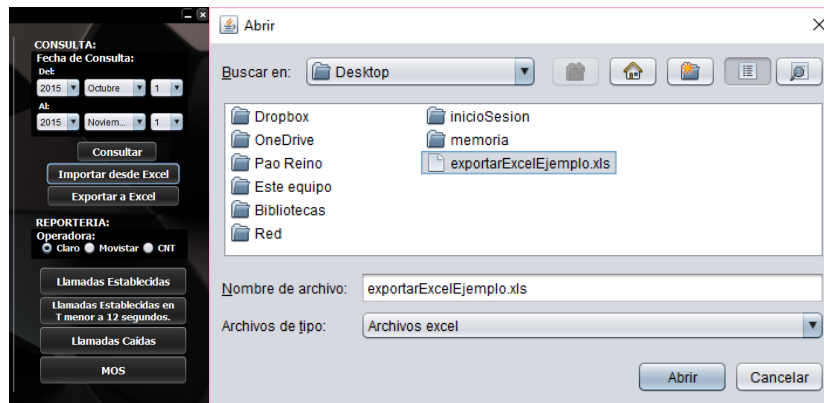 CONSULTA:
Fecha de Consulta:
Del:
2015 Octubre 1
Al:
2015 Noviem... 1
Consultar
Importar desde Excel
Exportar a Excel
REPORTERIA:
Operadora:
Claro Movistar CNT
Llamadas Establecidas
Llamadas Establecidas en
T menor a 12 segundos.
Llamadas Caídas
MOS
Abrir
Buscar en: Desktop
Dropbox
OneDrive
Pao Reino
Este equipo
Bibliotecas
Red
inicioSesion
memoria
exportarExcelEjemplo.xls
Nombre de archivo: exportarExcelEjemplo.xls
Archivos de tipo: Archivos excel
Abrir Cancelar